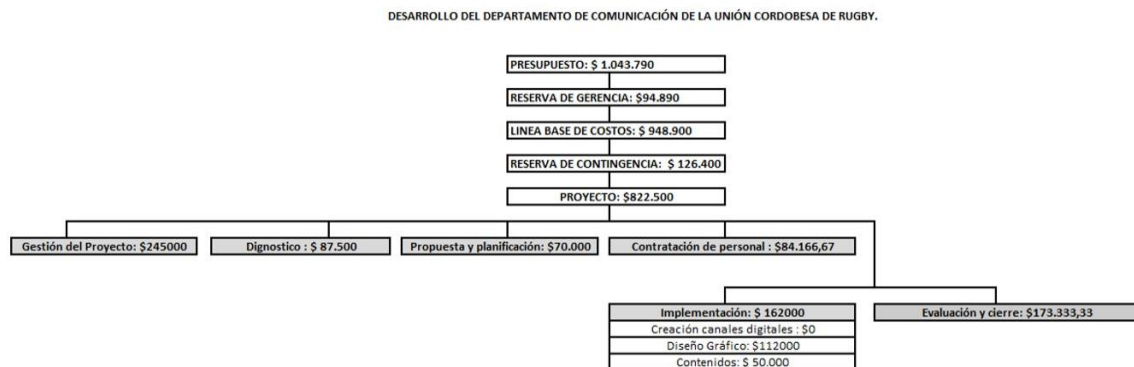 DESARROLLO DEL DEPARTAMENTO DE COMUNICACIÓN DE LA UNIÓN CORDOBESA DE RUGBY.
PRESUPUESTO: $ 1.043.790
RESERVA DE GERENCIA: $94.890
LINEA BASE DE COSTOS: $ 948.900
RESERVA DE CONTINGENCIA: $ 126.400
PROYECTO: $822.500
Gestión del Proyecto: $245000
Dignostico : $ 87.500
Propuesta y planificación: $70.000
Contratación de personal : $84.166,67
Implementación: $ 162000
Creación canales digitales : $0
Diseño Gráfico: $112000
Contenidos: $ 50.000
Evaluación y cierre: $173.333,33